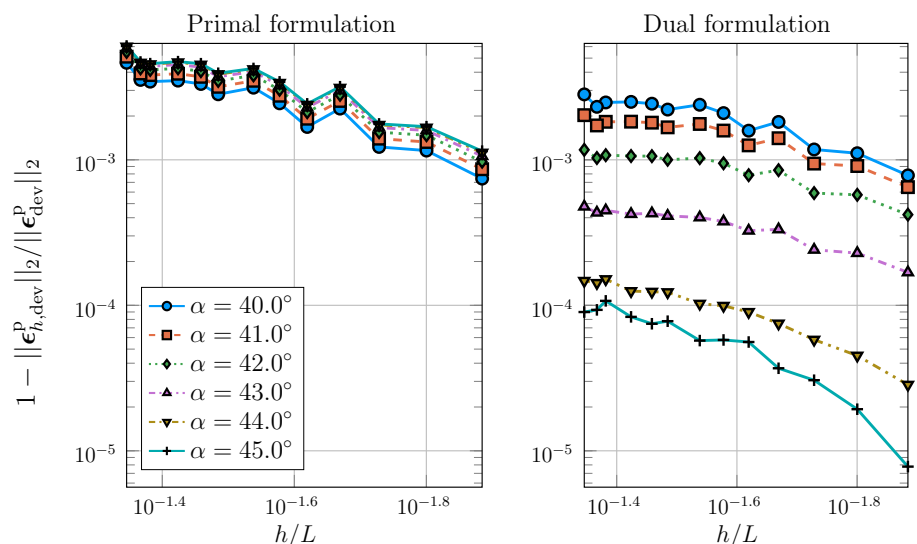 Primal formulation
Dual formulation
1 − ||ϵ^p_{h,dev}||_2/||ϵ^p_{dev}||_2
10^{−3}
10^{−4}
10^{−5}
α = 40.0°
α = 41.0°
α = 42.0°
α = 43.0°
α = 44.0°
α = 45.0°
10^{−1.4}
10^{−1.6}
10^{−1.8}
h/L
10^{−3}
10^{−4}
10^{−5}
10^{−1.4}
10^{−1.6}
10^{−1.8}
h/L